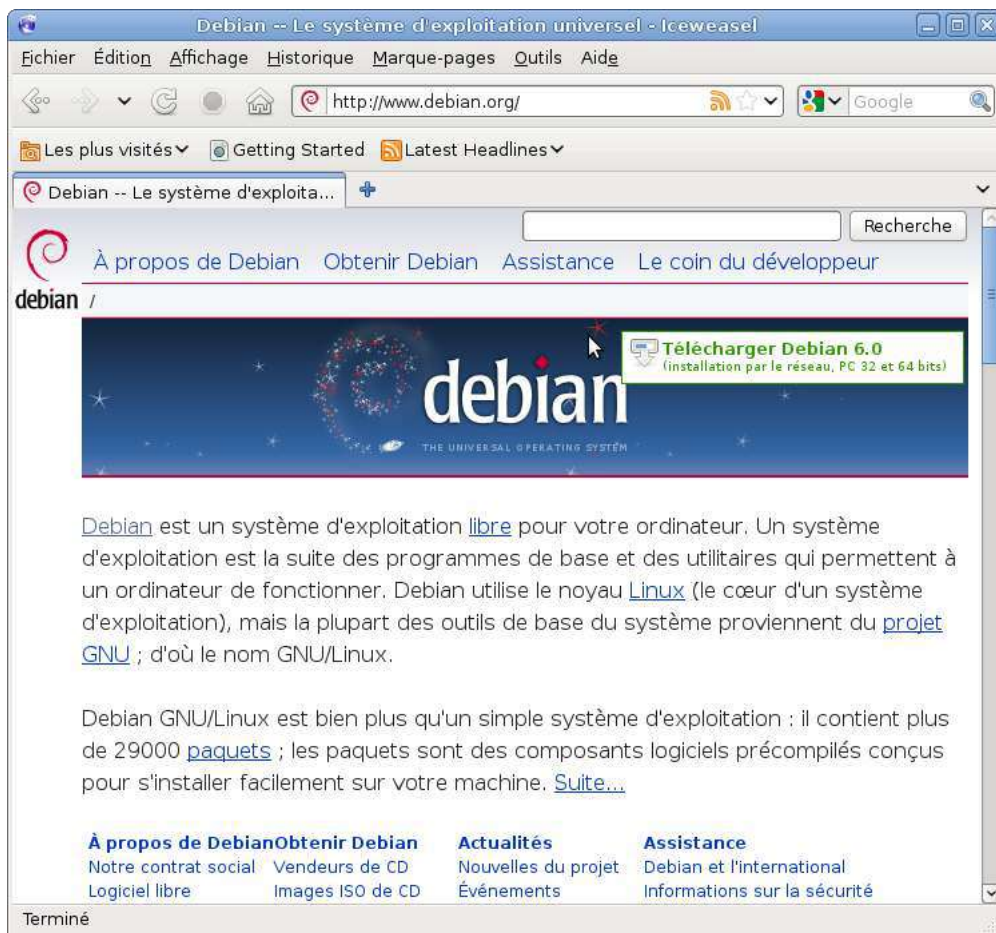 Debian -- Le système d'exploitation universel - Iceweasel
Fichier Édition Affichage Historique Marque-pages Outils Aide
http://www.debian.org/
Google
Les plus visités Getting Started Latest Headlines
Debian -- Le système d'exploita...
Recherche
À propos de Debian Obtenir Debian Assistance Le coin du développeur
debian /
Télécharger Debian 6.0
(installation par le réseau, PC 32 et 64 bits)
debian
THE UNIVERSAL OPERATING SYSTEM
Debian est un système d'exploitation libre pour votre ordinateur. Un système
d'exploitation est la suite des programmes de base et des utilitaires qui permettent à
un ordinateur de fonctionner. Debian utilise le noyau Linux (le cœur d'un système
d'exploitation), mais la plupart des outils de base du système proviennent du projet
GNU ; d'où le nom GNU/Linux.
Debian GNU/Linux est bien plus qu'un simple système d'exploitation : il contient plus
de 29000 paquets ; les paquets sont des composants logiciels précompilés conçus
pour s'installer facilement sur votre machine. Suite...
À propos de Debian Obtenir Debian Actualités Assistance
Notre contrat social Vendeurs de CD Nouvelles du projet Debian et l'international
Logiciel libre Images ISO de CD Événements Informations sur la sécurité
Terminé